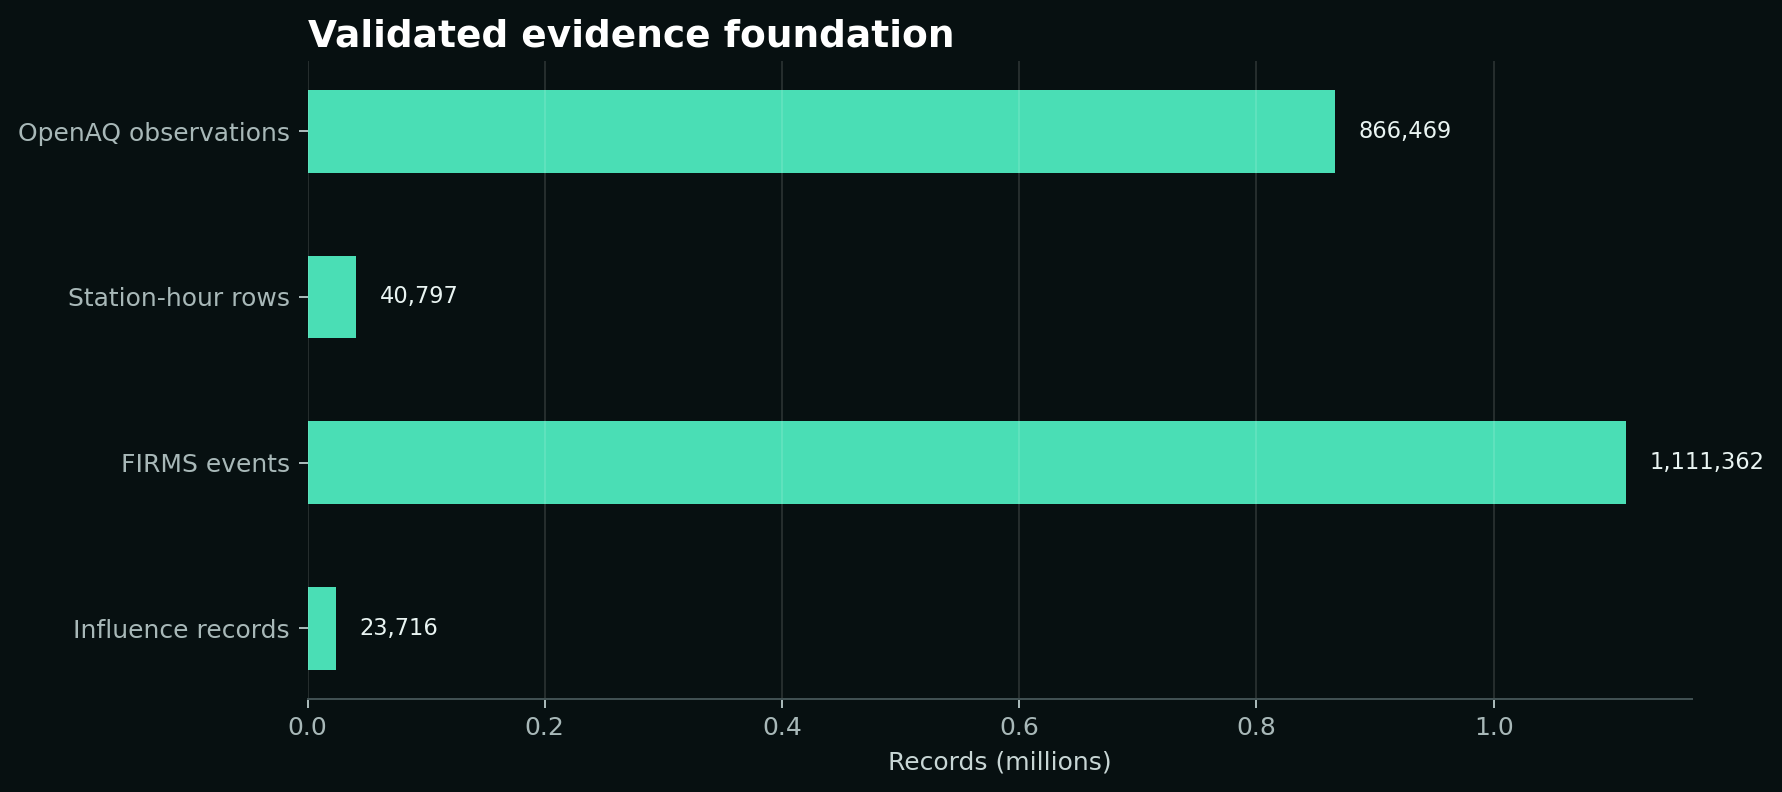 Validated evidence foundation
OpenAQ observations
866,469
Station-hour rows
40,797
FIRMS events
1,111,362
Influence records
23,716
0.0
0.2
0.4
0.6
0.8
1.0
Records (millions)